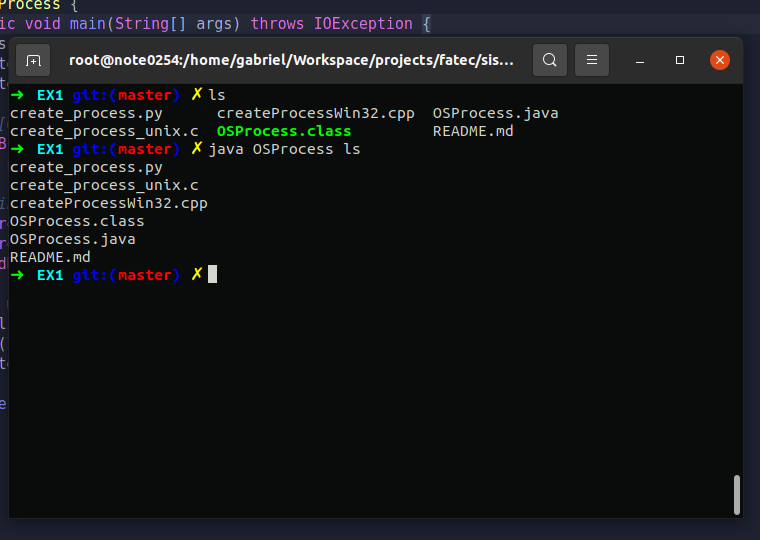 Process {
ic void main(String[] args) throws IOException {
root@note0254:/home/gabriel/Workspace/projects/fatec/sis...
➜ EX1 git:(master) ✗ ls
create_process.py createProcessWin32.cpp OSProcess.java
create_process_unix.c OSProcess.class README.md
➜ EX1 git:(master) ✗ java OSProcess ls
create_process.py
create_process_unix.c
createProcessWin32.cpp
OSProcess.class
OSProcess.java
README.md
➜ EX1 git:(master) ✗